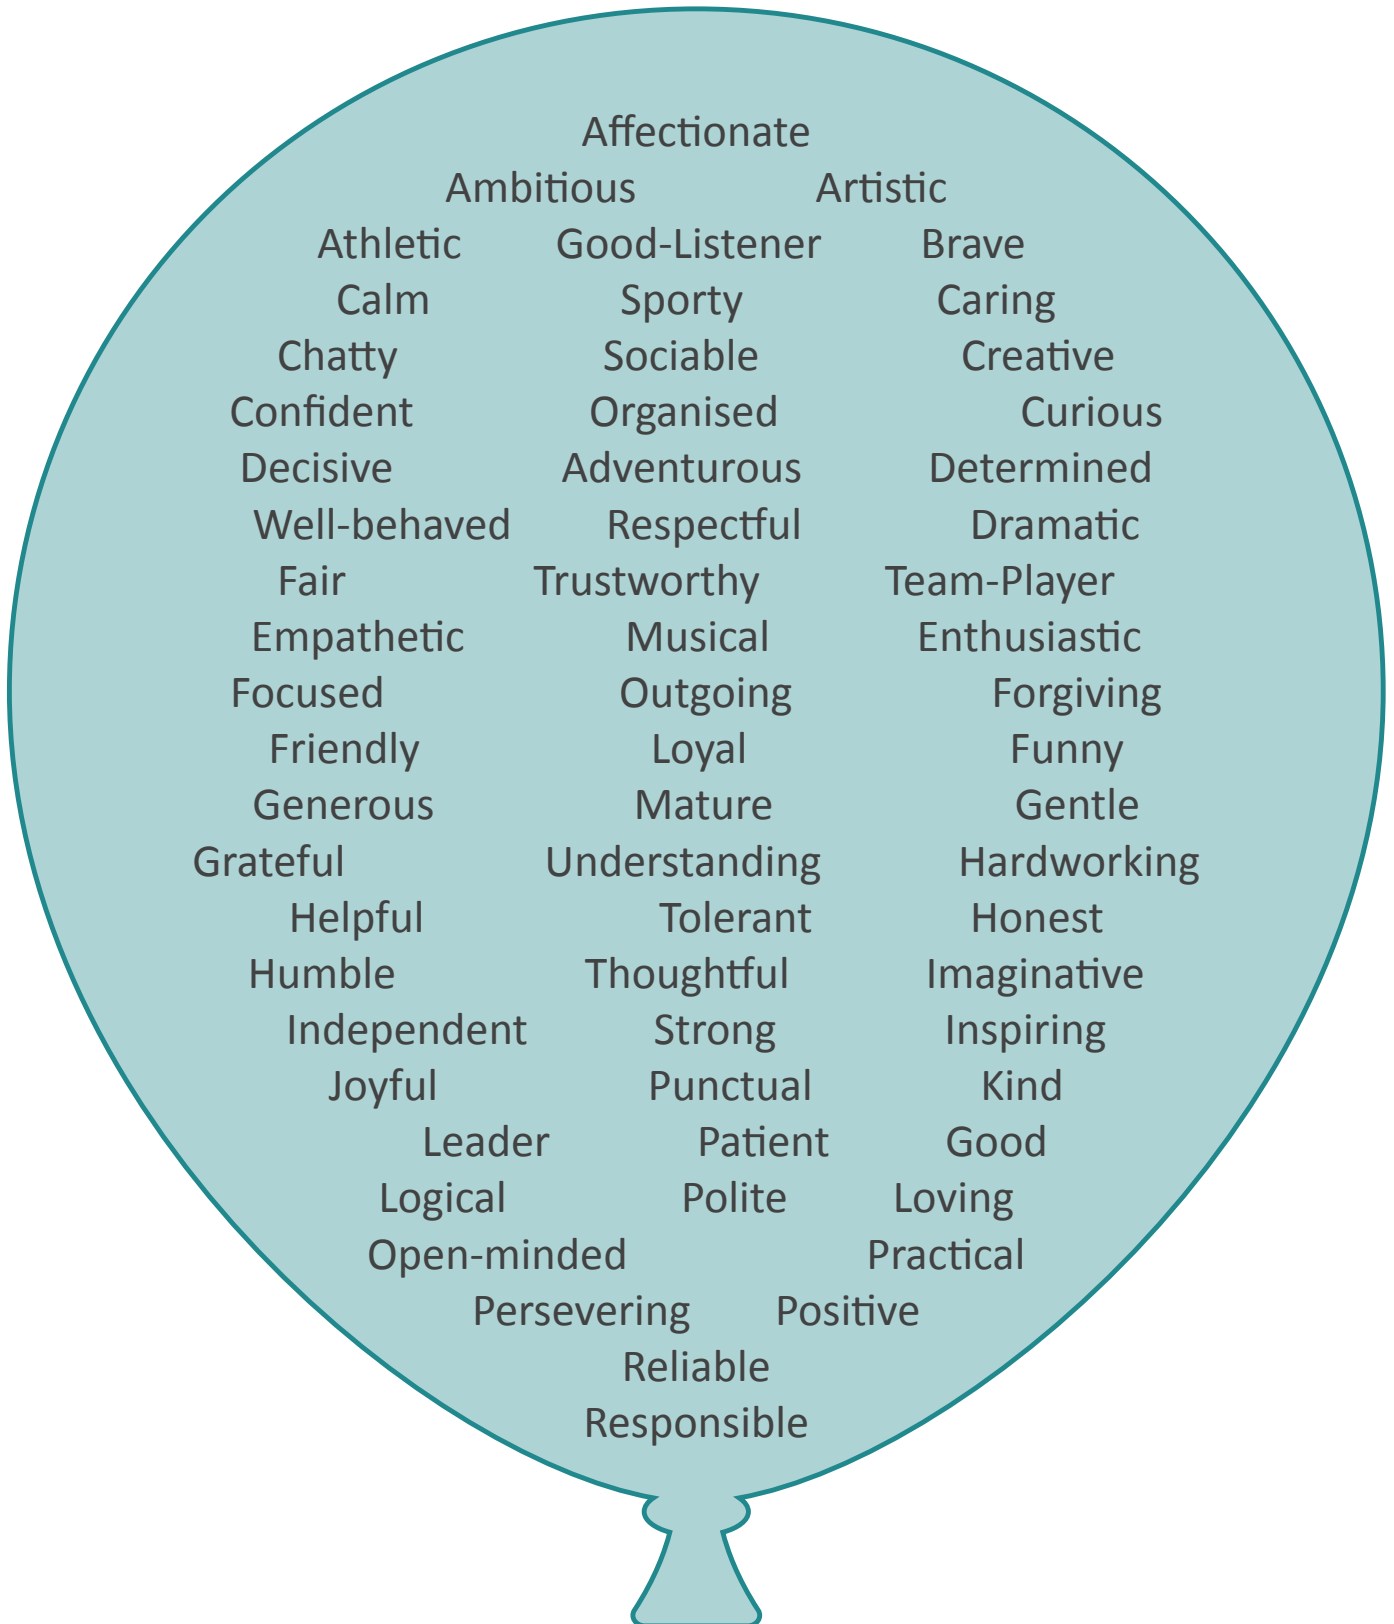 Affectionate
Ambitious Artistic
Athletic Good-Listener Brave
Calm Sporty Caring
Chatty Sociable Creative
Confident Organised Curious
Decisive Adventurous Determined
Well-behaved Respectful Dramatic
Fair Trustworthy Team-Player
Empathetic Musical Enthusiastic
Focused Outgoing Forgiving
Friendly Loyal Funny
Generous Mature Gentle
Grateful Understanding Hardworking
Helpful Tolerant Honest
Humble Thoughtful Imaginative
Independent Strong Inspiring
Joyful Punctual Kind
Leader Patient Good
Logical Polite Loving
Open-minded Practical
Persevering Positive
Reliable
Responsible